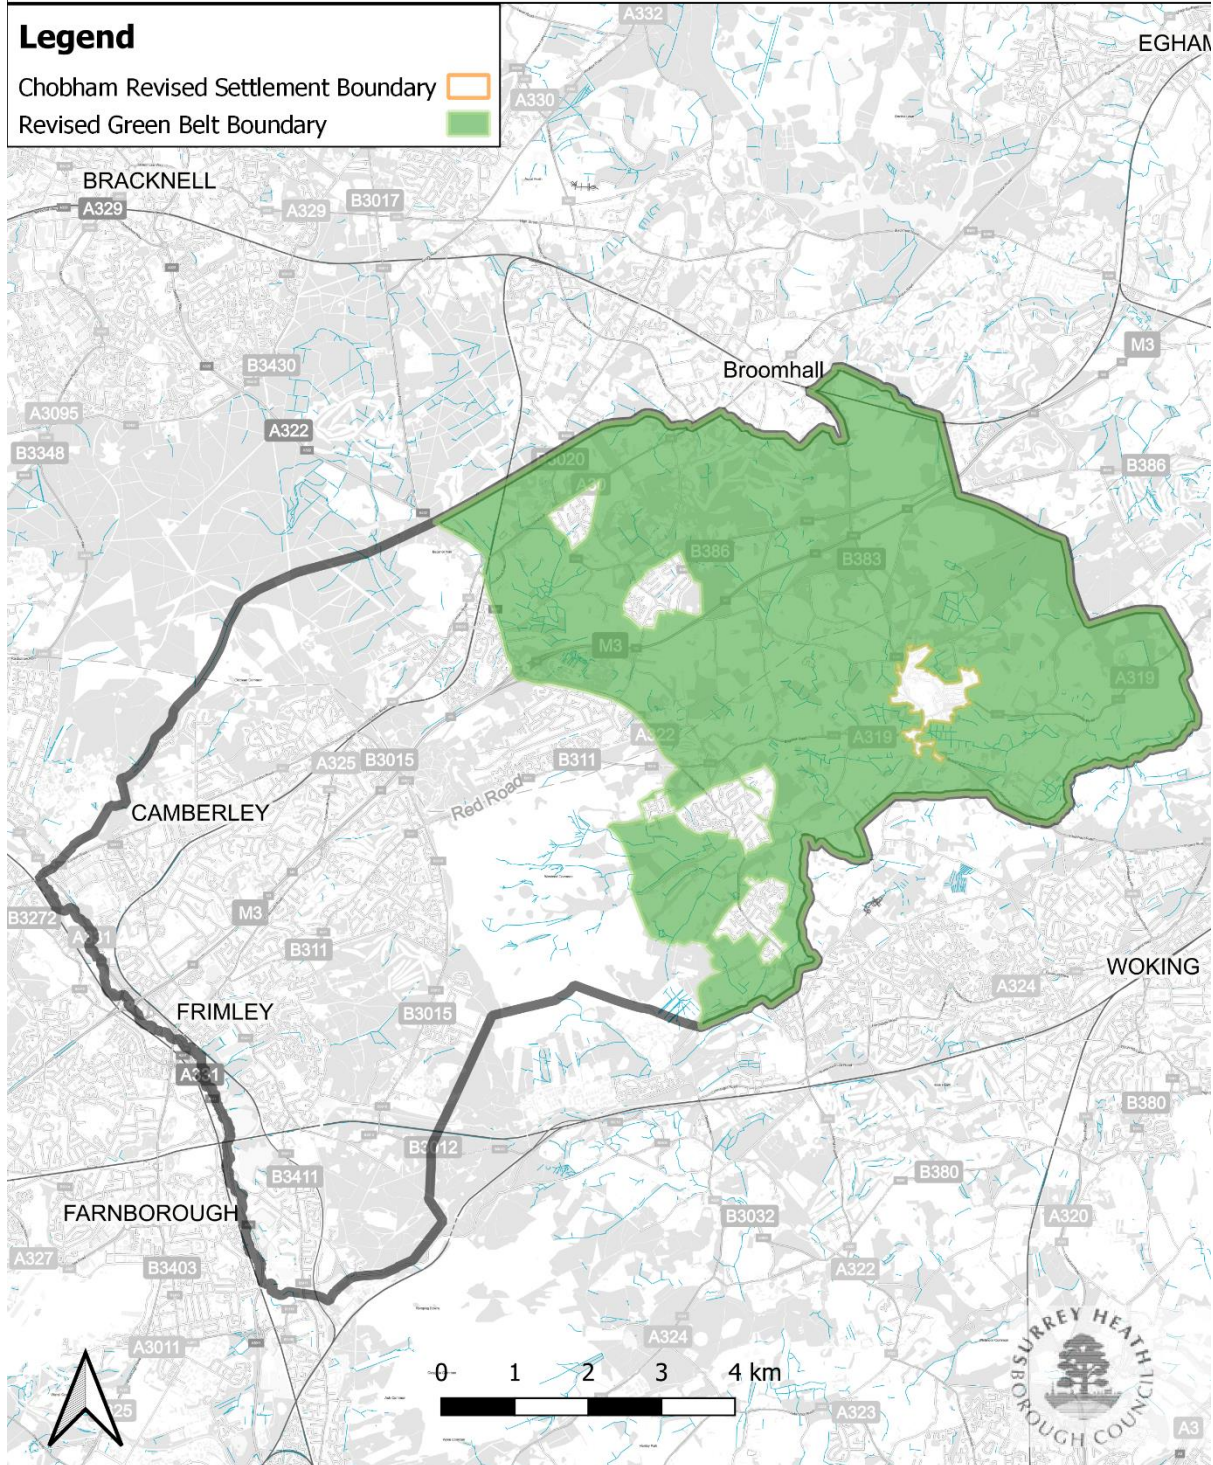 Legend
Chobham Revised Settlement Boundary
Revised Green Belt Boundary
A332
EGHAM
A330
BRACKNELL
A329
A329
B3017
M3
B3430
Broomhall
A3095
A322
B3348
B3020
A30
B386
B386
B383
M3
A319
A322
A319
B311
A325
B3015
Red Road
CAMBERLEY
B3272
M3
B311
WOKING
A324
FRIMLEY
B3015
A331
B380
B3012
B3411
B380
FARNBOROUGH
B3032
A320
A327
B3403
A322
A3011
A324
0 1 2 3 4 km
A323
A3
SURREY HEATH
BOROUGH COUNCIL